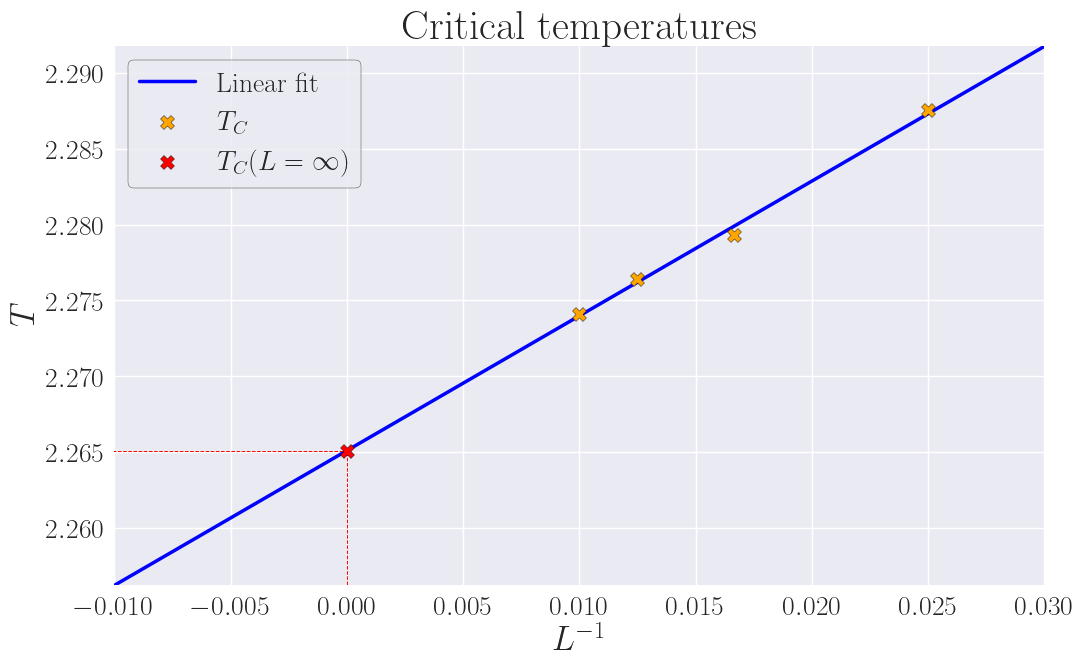 Critical temperatures
Linear fit
T_C
T_C(L = ∞)
2.290
2.285
2.280
2.275
2.270
2.265
2.260
T
−0.010 −0.005 0.000 0.005 0.010 0.015 0.020 0.025 0.030
L^{-1}